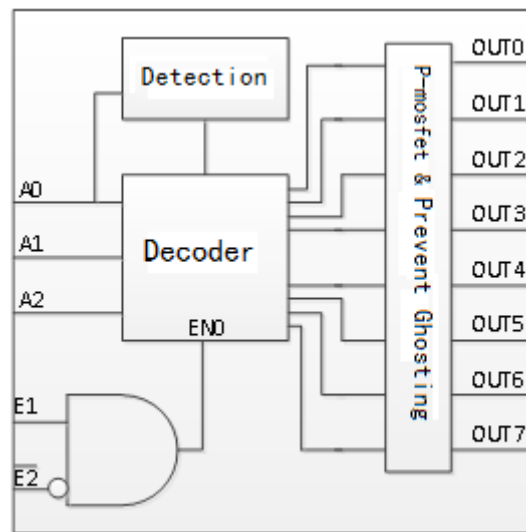 Detection
A0
A1
A2
Decoder
EN0
E1
E2
P-mosfet & Prevent Ghosting
OUT0
OUT1
OUT2
OUT3
OUT4
OUT5
OUT6
OUT7